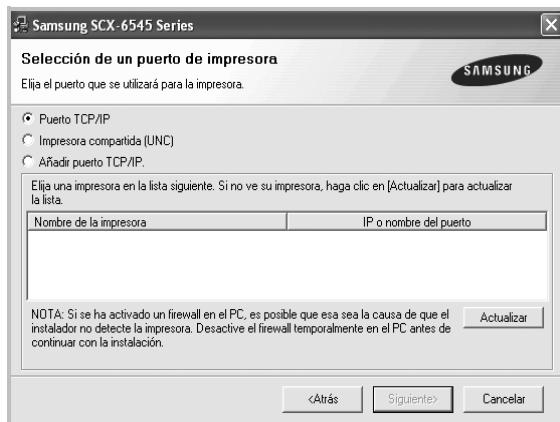 Samsung SCX-6545 Series
Selección de un puerto de impresora
Elija el puerto que se utilizará para la impresora.
SAMSUNG
Puerto TCP/IP
Impresora compartida (UNC)
Añadir puerto TCP/IP.
Elija una impresora en la lista siguiente. Si no ve su impresora, haga clic en [Actualizar] para actualizar
la lista.
Nombre de la impresora IP o nombre del puerto
NOTA: Si se ha activado un firewall en el PC, es posible que esa sea la causa de que el
instalador no detecte la impresora. Desactive el firewall temporalmente en el PC antes de
continuar con la instalación.
Actualizar
<Atrás Siguiente> Cancelar